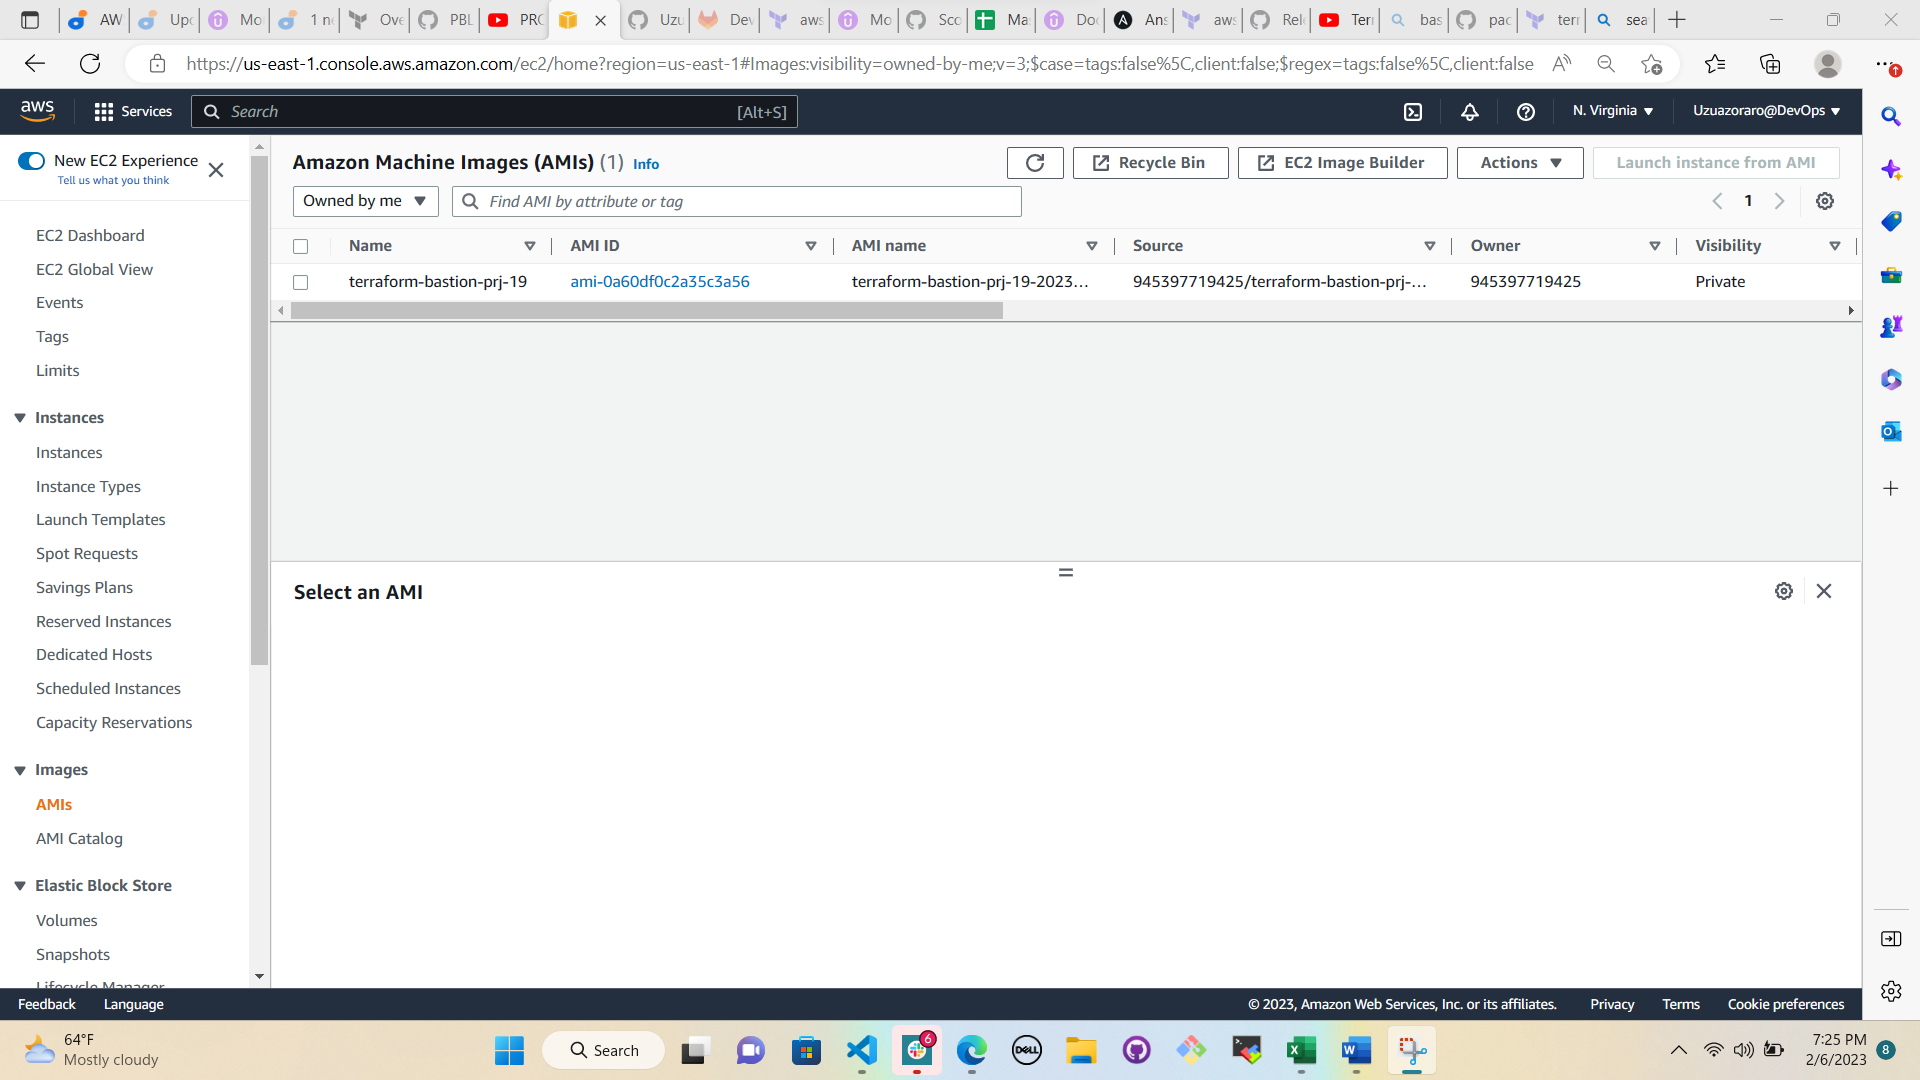 AW
Upc
Mo
1 ne
Ove
PBL
PRO
Uzu
Dev
aws
Mo
Sco
Ma
Doc
Ans
aws
Rele
Terr
bas
pac
terr
sea
https://us-east-1.console.aws.amazon.com/ec2/home?region=us-east-1#Images:visibility=owned-by-me;v=3;$case=tags:false%5C,client:false;$regex=tags:false%5C,client:false
aws
Services
Search
[Alt+S]
N. Virginia
Uzuazoraro@DevOps
New EC2 Experience
Tell us what you think
EC2 Dashboard
EC2 Global View
Events
Tags
Limits
Instances
Instances
Instance Types
Launch Templates
Spot Requests
Savings Plans
Reserved Instances
Dedicated Hosts
Scheduled Instances
Capacity Reservations
Images
AMIs
AMI Catalog
Elastic Block Store
Volumes
Snapshots
Lifecycle Manager
Amazon Machine Images (AMIs) (1) Info
Recycle Bin
EC2 Image Builder
Actions
Launch instance from AMI
Owned by me
Find AMI by attribute or tag
1
Name AMI ID AMI name Source Owner Visibility
terraform-bastion-prj-19 ami-0a60df0c2a35c3a56 terraform-bastion-prj-19-2023... 945397719425/terraform-bastion-prj-... 945397719425 Private
Select an AMI
Feedback Language
© 2023, Amazon Web Services, Inc. or its affiliates. Privacy Terms Cookie preferences
64°F
Mostly cloudy
Search
DELL
6
7:25 PM
2/6/2023
8